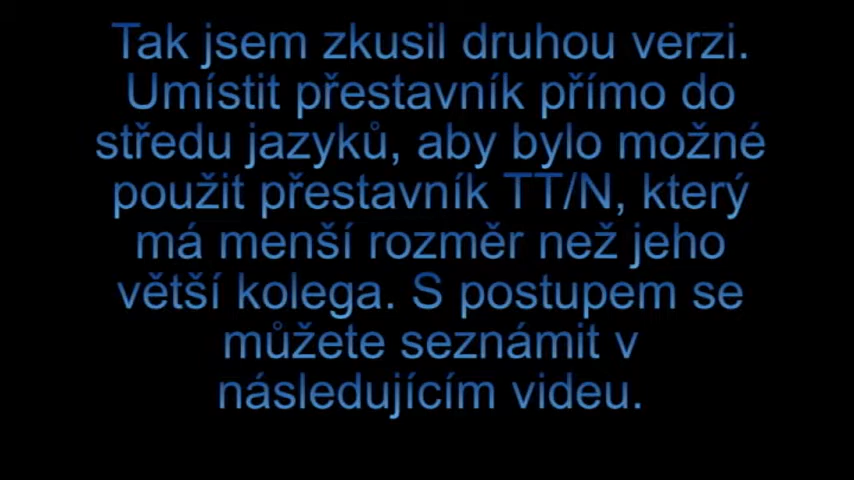 Tak jsem zkusil druhou verzi.
Umístit přestavník přímo do
středu jazyků, aby bylo možné
použit přestavník TT/N, který
má menší rozměr než jeho
větší kolega. S postupem se
můžete seznámit v
následujícím videu.